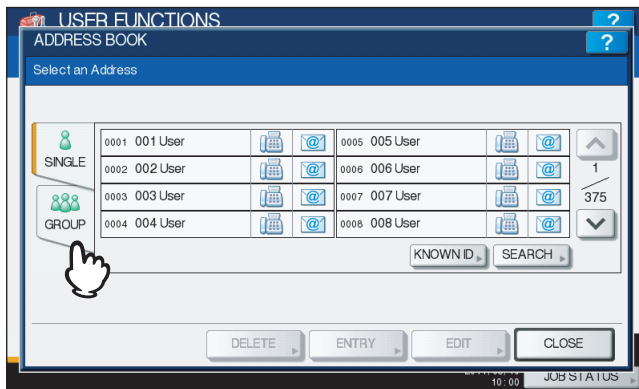 USER FUNCTIONS
?
ADDRESS BOOK
?
Select an Address
SINGLE
GROUP
0001 001 User @ 0005 005 User @
0002 002 User @ 0006 006 User @
0003 003 User @ 0007 007 User @
0004 004 User @ 0008 008 User @
1
375
KNOWN ID
SEARCH
DELETE
ENTRY
EDIT
CLOSE
10:00
JOB STATUS